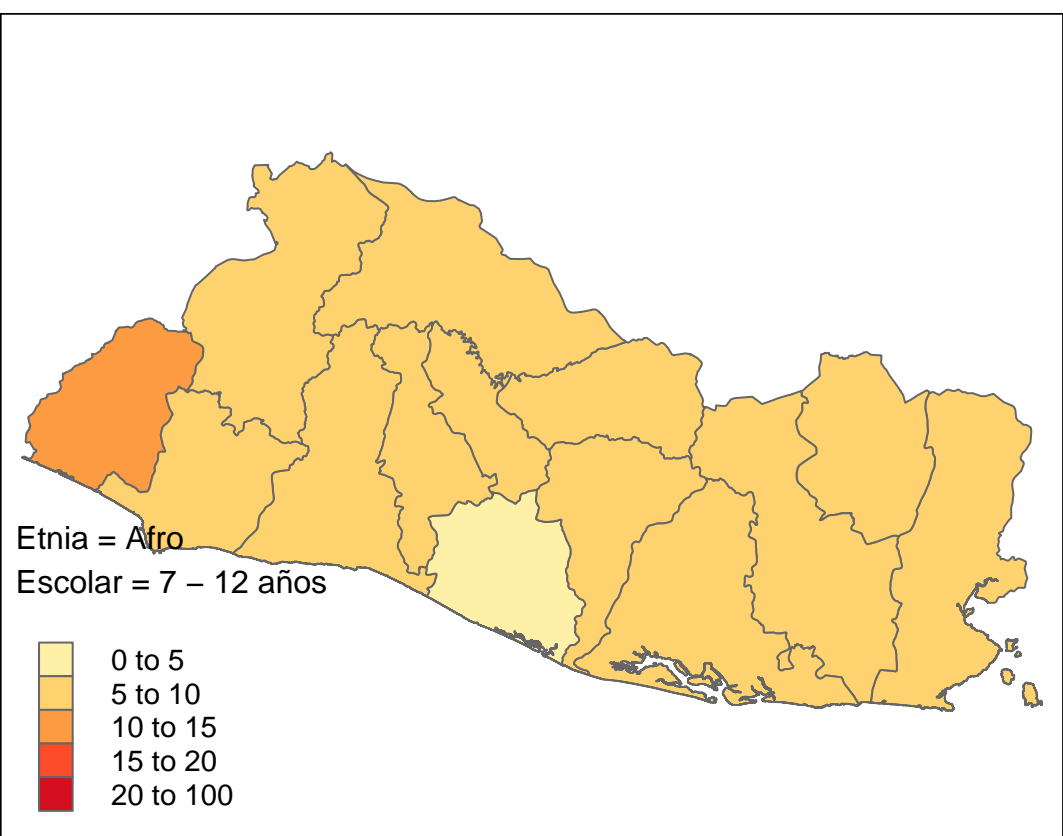 Etnia = Afro
Escolar = 7 – 12 años
0 to 5
5 to 10
10 to 15
15 to 20
20 to 100